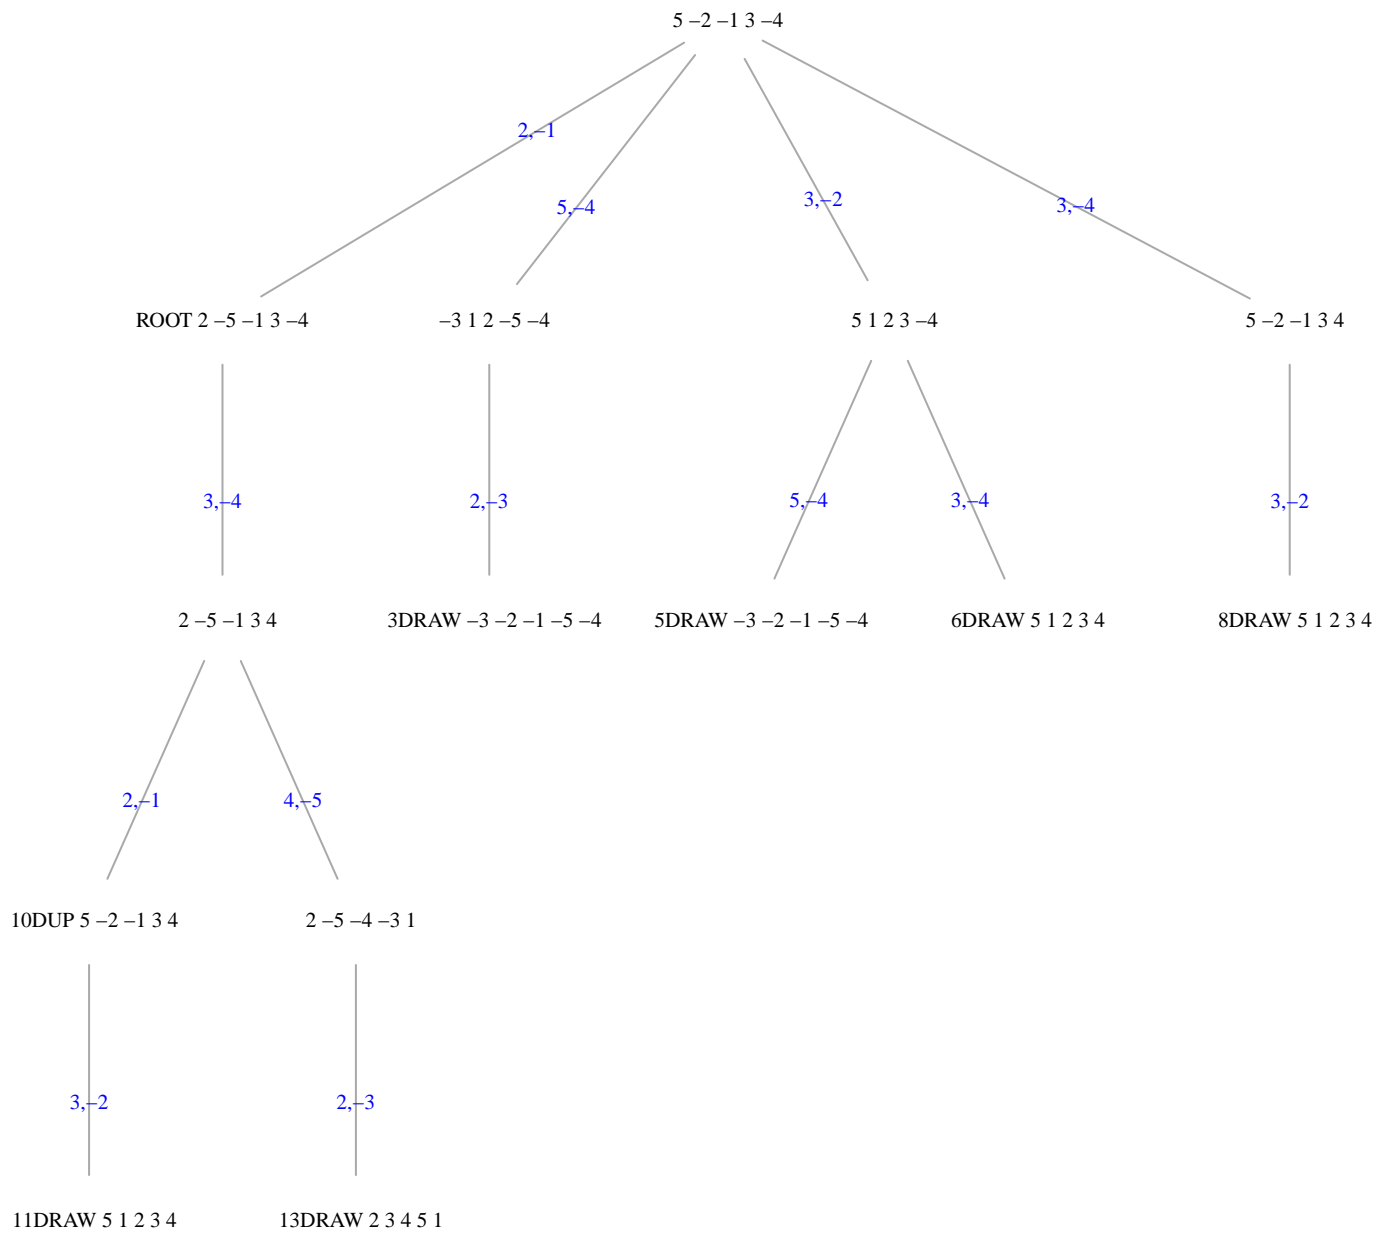 5 –2 –1 3 –4
2,–1
5,–4
3,–2
3,–4
ROOT 2 –5 –1 3 –4
–3 1 2 –5 –4
5 1 2 3 –4
5 –2 –1 3 4
3,–4
2,–3
5,–4
3,–4
3,–2
2 –5 –1 3 4
3DRAW –3 –2 –1 –5 –4
5DRAW –3 –2 –1 –5 –4
6DRAW 5 1 2 3 4
8DRAW 5 1 2 3 4
2,–1
4,–5
10DUP 5 –2 –1 3 4
2 –5 –4 –3 1
3,–2
2,–3
11DRAW 5 1 2 3 4
13DRAW 2 3 4 5 1